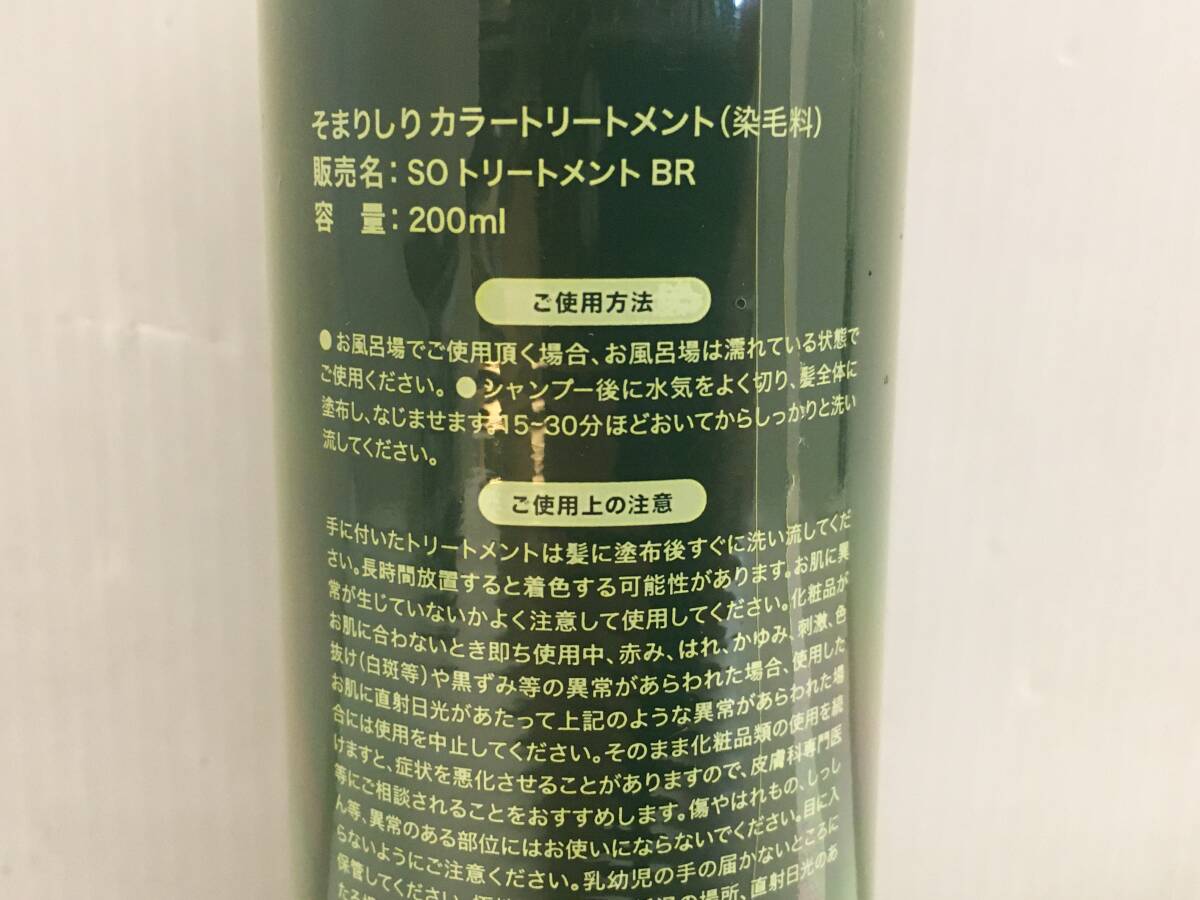 そまりしり カラートリートメント(染毛料)
販売名：SO トリートメント BR
容　量：200ml
ご使用方法
●お風呂場でご使用頂く場合、お風呂場は濡れている状態で
ご使用ください。●シャンプー後に水気をよく切り、髪全体に
塗布し、なじませます。15~30分ほどおいてからしっかりと洗い
流してください。
ご使用上の注意
手に付いたトリートメントは髪に塗布後すぐに洗い流してくだ
さい。長時間放置すると着色する可能性があります。お肌に異
常が生じていないかよく注意して使用してください。化粧品が
お肌に合わないとき即ち使用中、赤み、はれ、かゆみ、刺激、色
抜け(白斑等)や黒ずみ等の異常があらわれた場合、使用した
お肌に直射日光があたって上記のような異常があらわれた場
合には使用を中止してください。そのまま化粧品類の使用を続
けますと、症状を悪化させることがありますので、皮膚科専門医
等にご相談されることをおすすめします。傷やはれもの、しっし
ん等、異常のある部位にはお使いにならないでください。目に入
らないようにご注意ください。乳幼児の手の届かないところに
保管してください。の場所、直射日光のあ